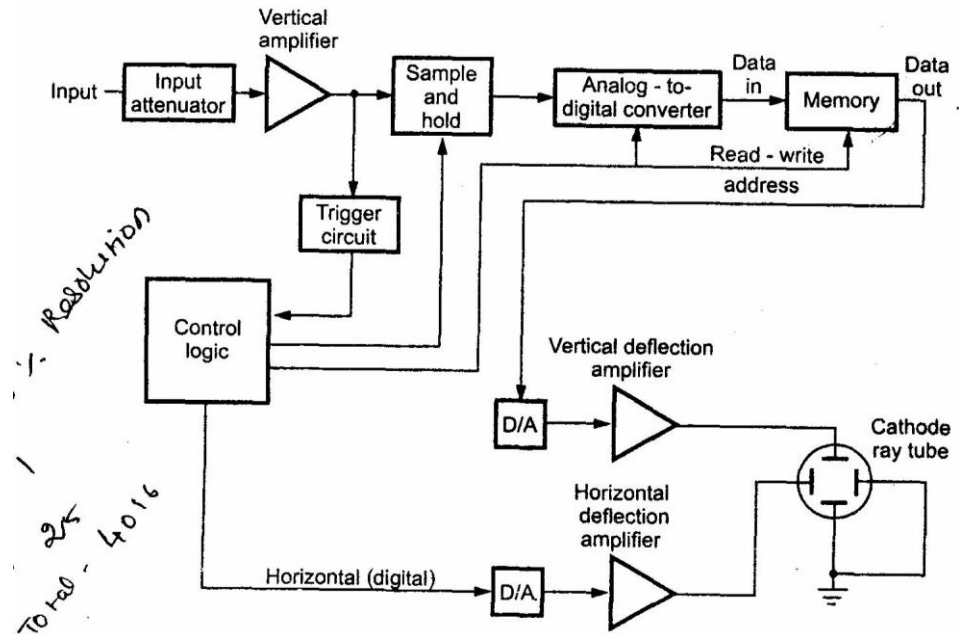 Vertical
amplifier
Input
Input
attenuator
Sample
and
hold
Analog - to-
digital converter
Data
in
Memory
Data
out
Read - write
address
Trigger
circuit
Resolution
Control
logic
Vertical deflection
amplifier
D/A
Cathode
ray tube
Horizontal
deflection
amplifier
Total - 4016
Horizontal (digital)
D/A